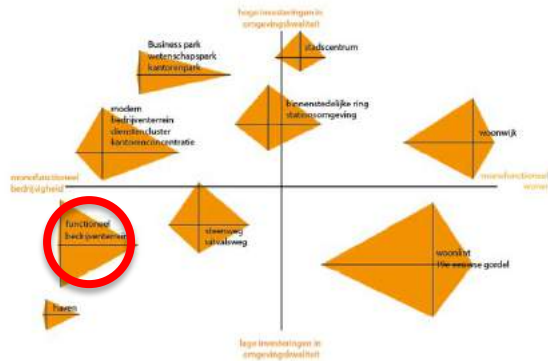 hoge investeringen in
omgevingskwaliteit
stadscentrum
Business park
wetenschapspark
kantorenpark
modern
bedrijventerrein
dienstencluster
kantorenconcentratie
binnenstedelijke ring
stationsomgeving
woonwijk
monofunctioneel
bedrijvigheid
monofunctioneel
wonen
functioneel
bedrijventerrein
steenweg
uitvalsweg
woonlint
19e eeuwse gordel
haven
lage investeringen in
omgevingskwaliteit